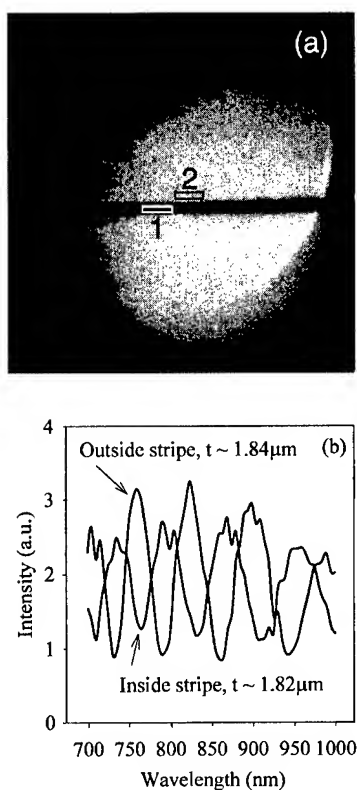 (a)
2
1
4
Outside stripe, t ~ 1.84µm
(b)
3
2
1
Inside stripe, t ~ 1.82µm
0
Intensity (a.u.)
700 750 800 850 900 950 1000
Wavelength (nm)